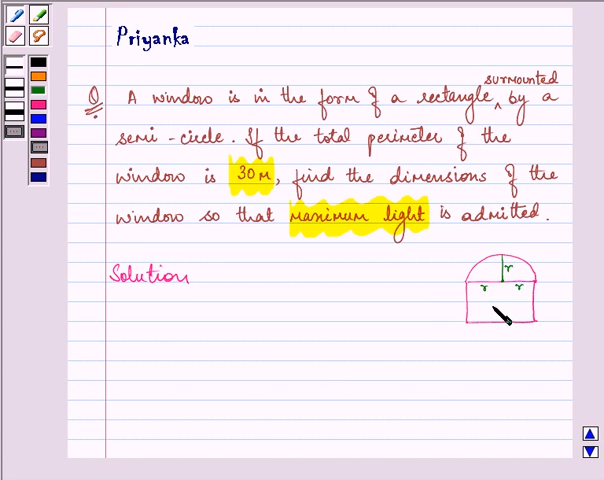 Priyanka
Q A window is in the form of a rectangle ^ surmounted by a
semi-circle. If the total perimeter of the
window is 30 M, find the dimensions of the
window so that maximum light is admitted.
Solution
r
r r